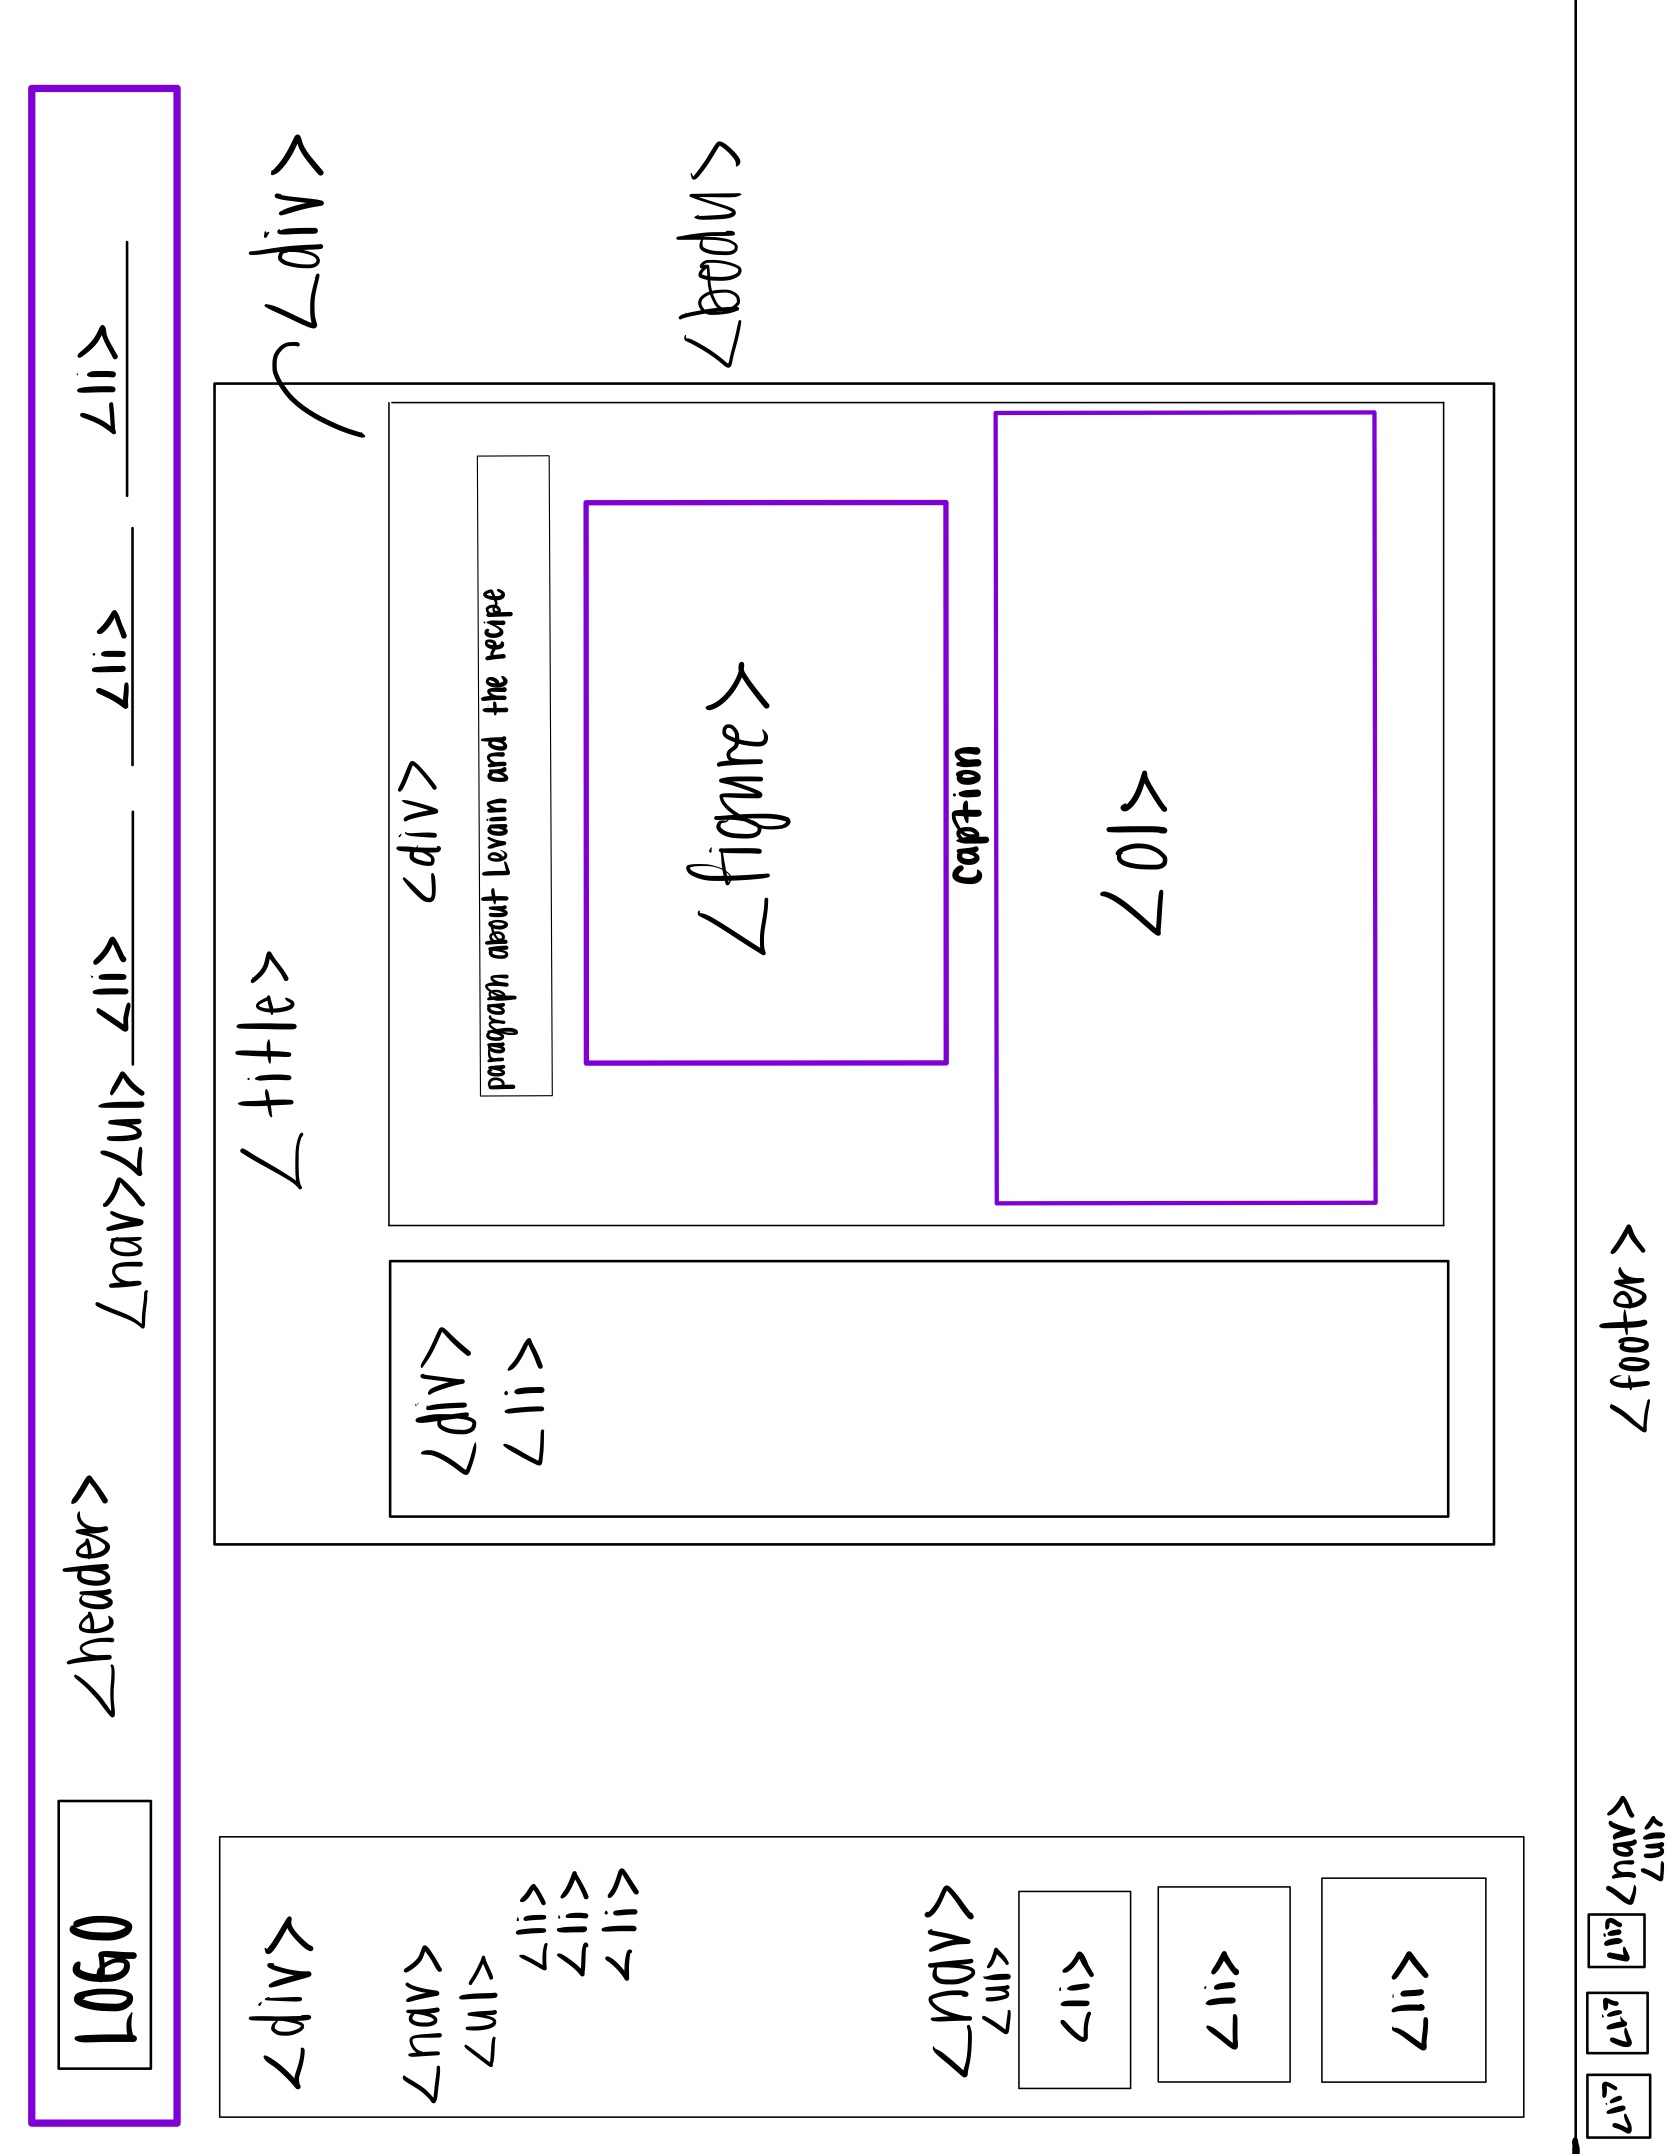 LOGO
<header>
<nav><ul>
<li>
<li>
<li>
<div>
<nav>
<ul>
<li>
<li>
<li>
<nav>
<ul>
<li>
<li>
<li>
<title>
<div>
<li>
<div>
paragraph about Levain and the recipe
<figure>
caption
<ol>
<div>
<body>
<li>
<li>
<li>
<nav>
<ul>
<footer>